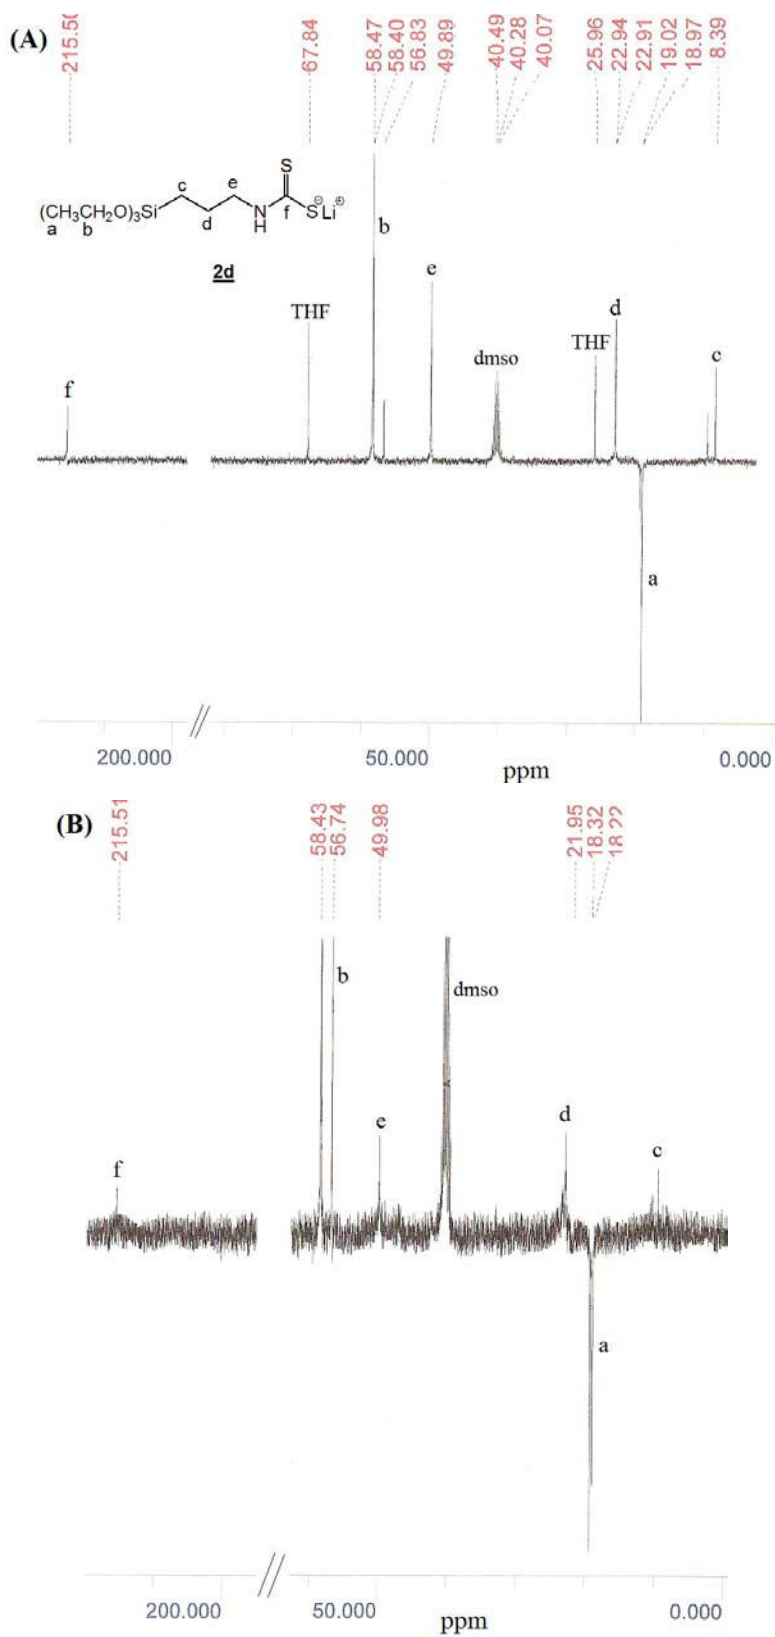 (A)
215.50
67.84
58.47
58.40
56.83
49.89
40.49
40.28
40.07
25.96
22.94
22.91
19.02
18.97
8.39
S
c
e
f
(CH3CH2O)3Si
N
H
S⊖Li⊕
a
b
d
2d
b
e
d
THF
dmso
THF
c
f
a
200.000
50.000
ppm
0.000
(B)
215.51
58.43
56.74
49.98
21.95
18.32
18.22
b
dmso
e
d
c
f
a
200.000
50.000
ppm
0.000